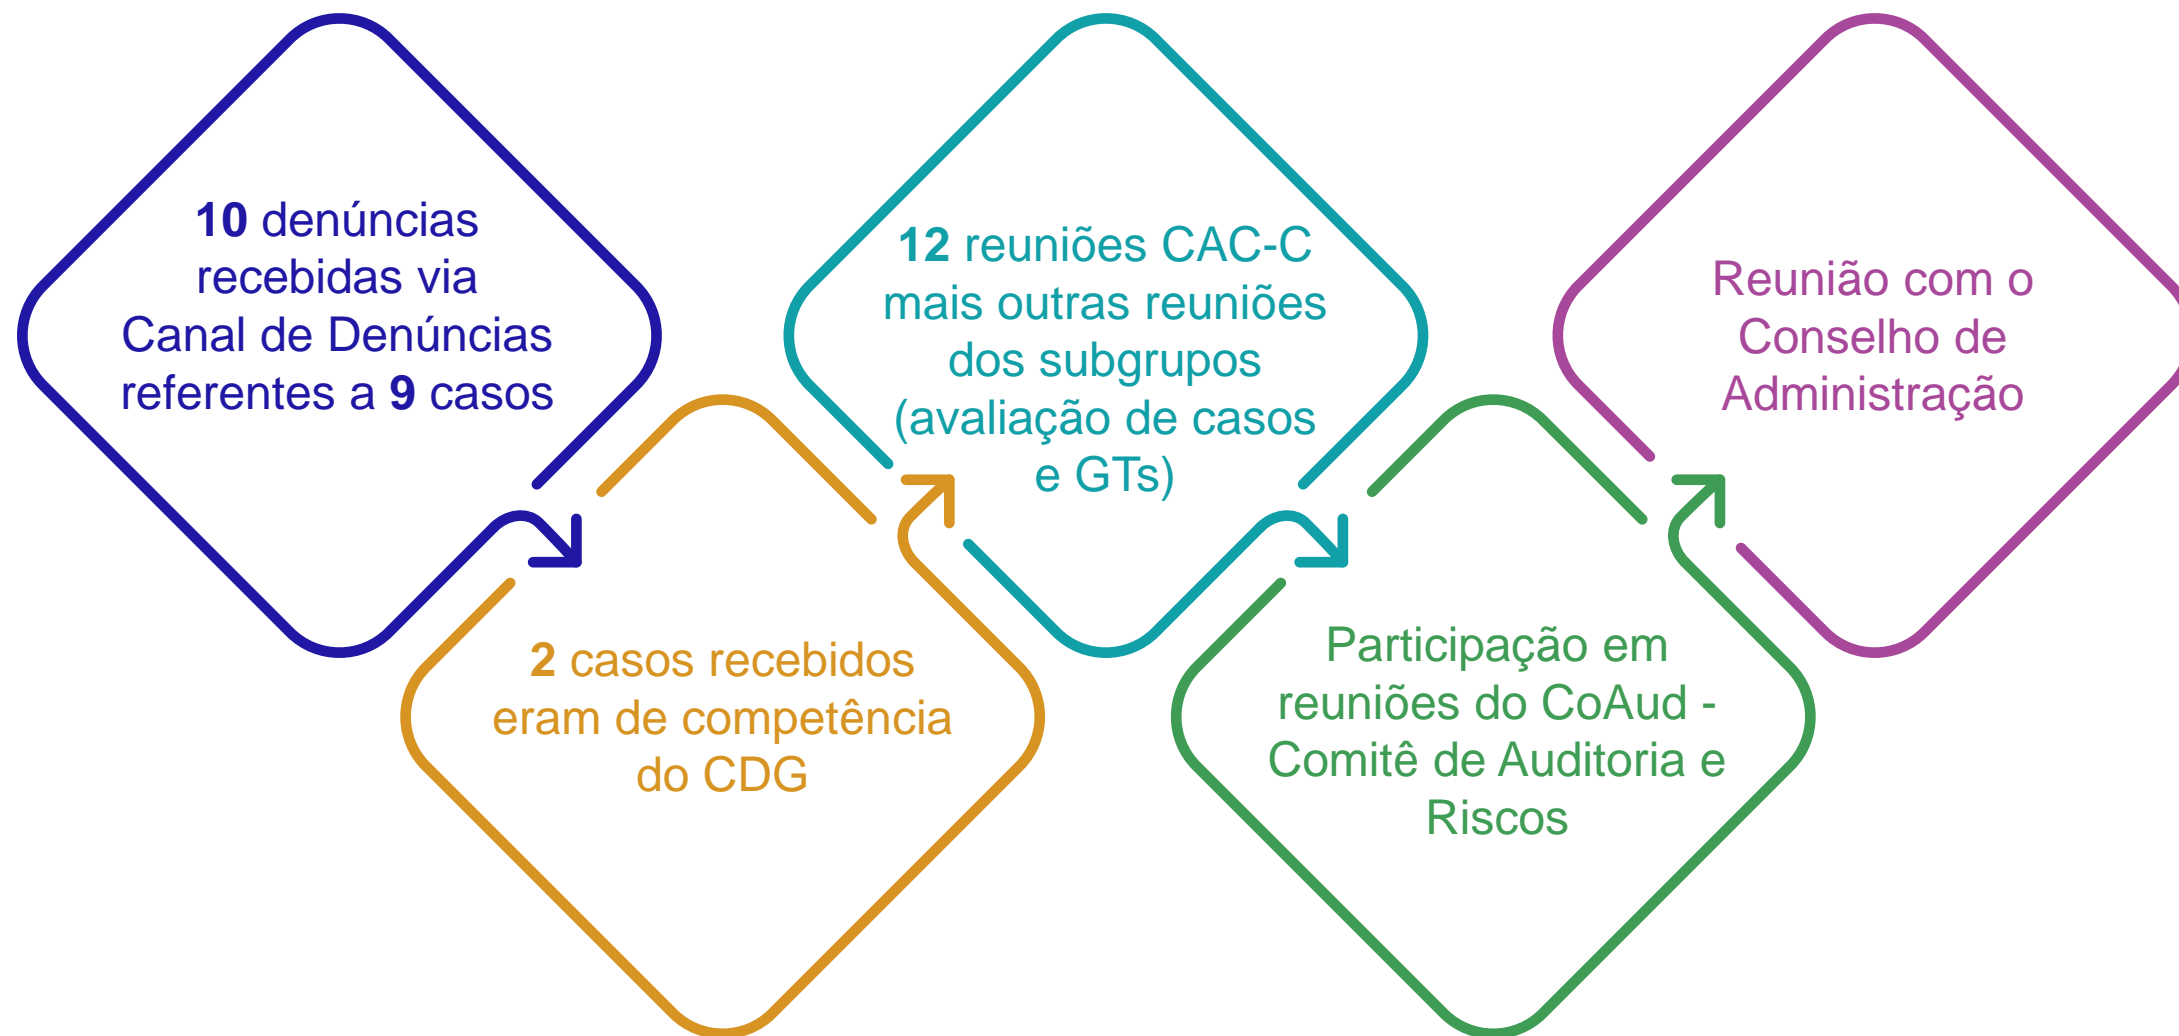 10 denúncias
recebidas via
Canal de Denúncias
referentes a 9 casos
2 casos recebidos
eram de competência
do CDG
12 reuniões CAC-C
mais outras reuniões
dos subgrupos
(avaliação de casos
e GTs)
Participação em
reuniões do CoAud -
Comitê de Auditoria e
Riscos
Reunião com o
Conselho de
Administração